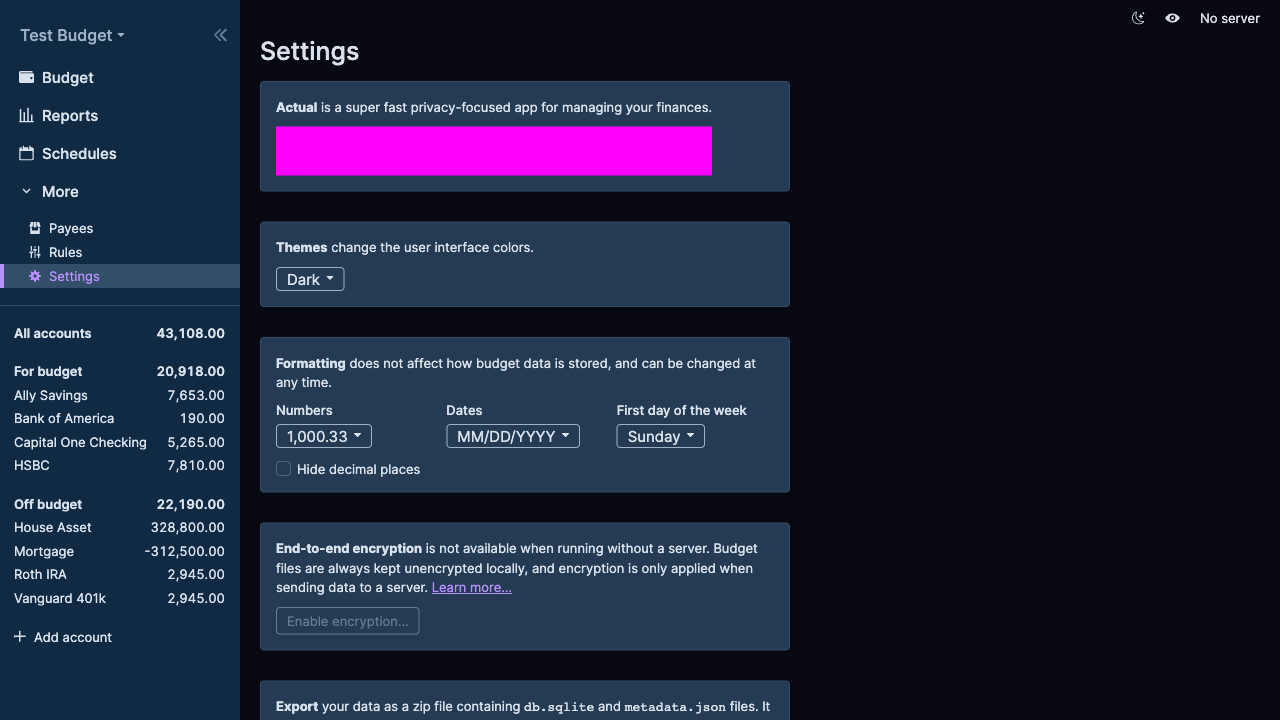 Test Budget
No server
Settings
Budget
Reports
Schedules
More
Payees
Rules
Settings
All accounts 43,108.00
For budget 20,918.00
Ally Savings 7,653.00
Bank of America 190.00
Capital One Checking 5,265.00
HSBC 7,810.00
Off budget 22,190.00
House Asset 328,800.00
Mortgage -312,500.00
Roth IRA 2,945.00
Vanguard 401k 2,945.00
Add account
Actual is a super fast privacy-focused app for managing your finances.
Themes change the user interface colors.
Dark
Formatting does not affect how budget data is stored, and can be changed at
any time.
Numbers Dates First day of the week
1,000.33 MM/DD/YYYY Sunday
Hide decimal places
End-to-end encryption is not available when running without a server. Budget
files are always kept unencrypted locally, and encryption is only applied when
sending data to a server. Learn more...
Enable encryption...
Export your data as a zip file containing db.sqlite and metadata.json files. It